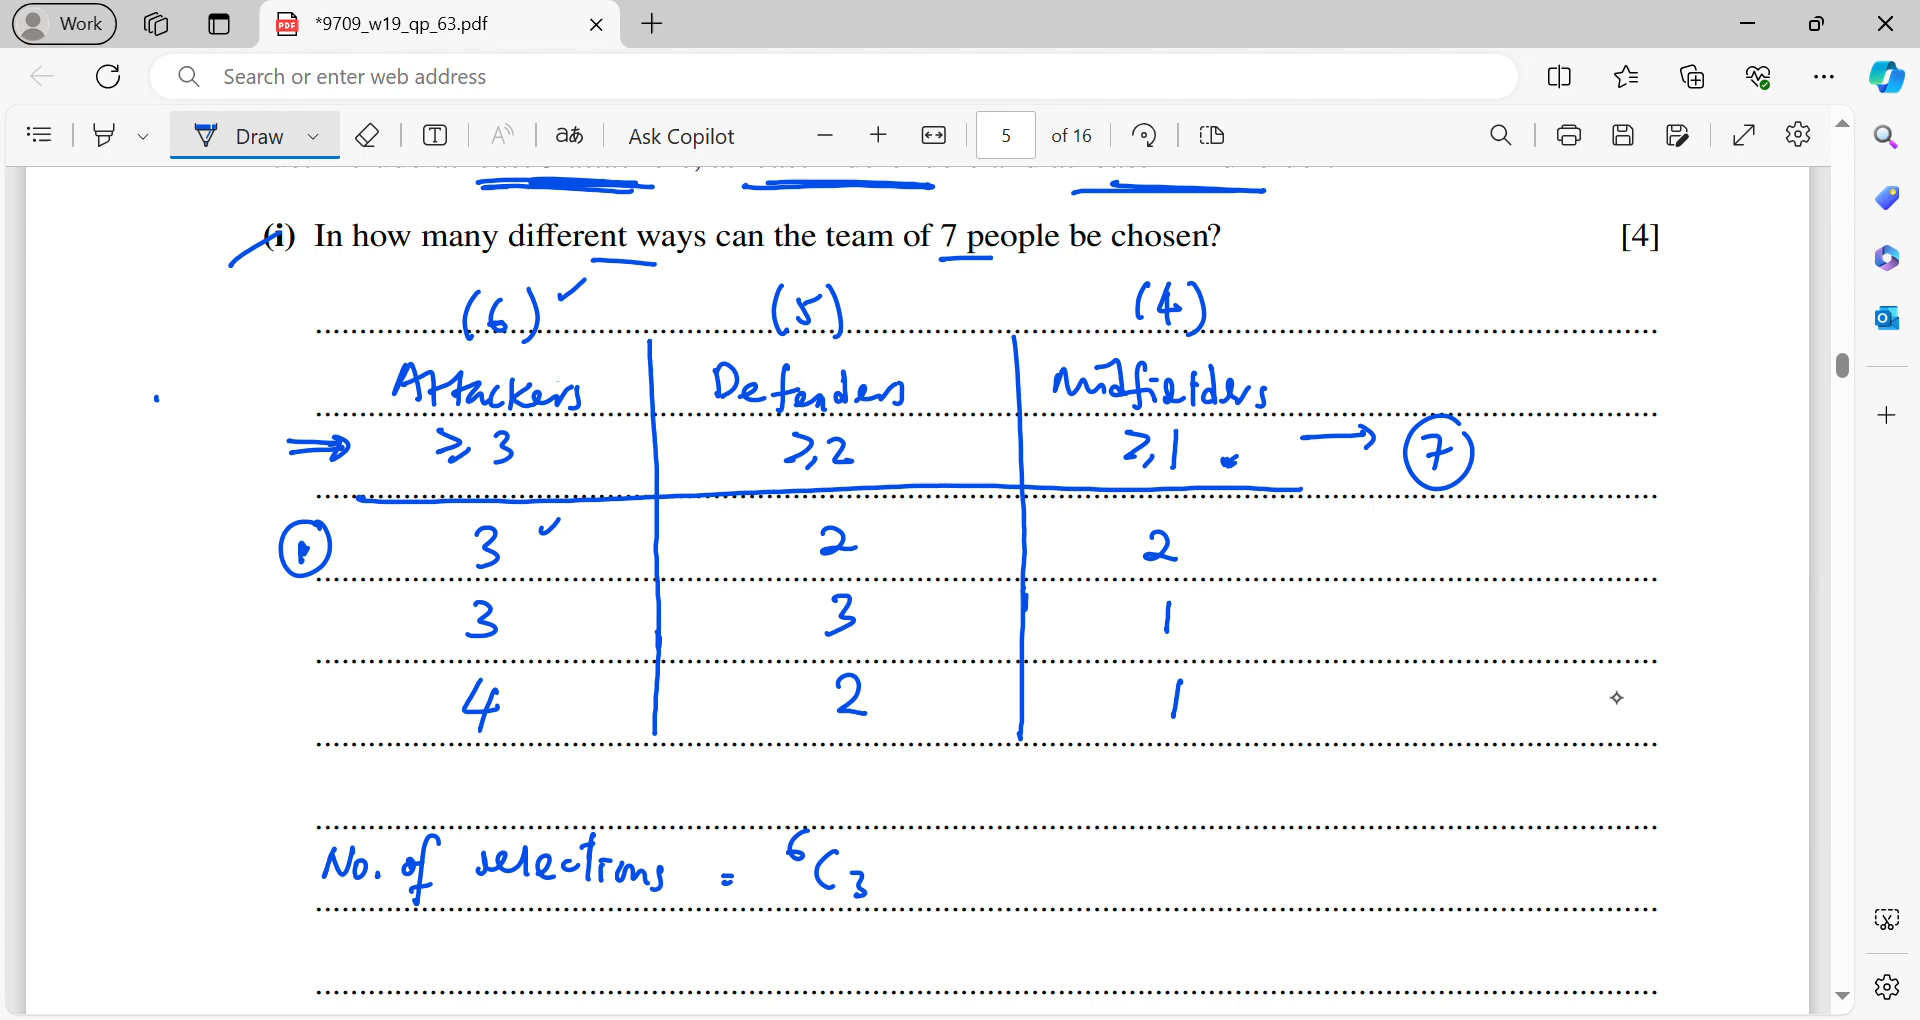 Work
*9709_w19_qp_63.pdf
Search or enter web address
Draw
T
A
aあ
Ask Copilot
5
of 16
(i) In how many different ways can the team of 7 people be chosen? [4]
(6) (5) (4)
Attackers Defenders Midfielders
⇒ ≥ 3 ≥ 2 ≥ 1 → 7
3 2 2
3 3 1
4 2 1
No. of selections = ⁶C₃